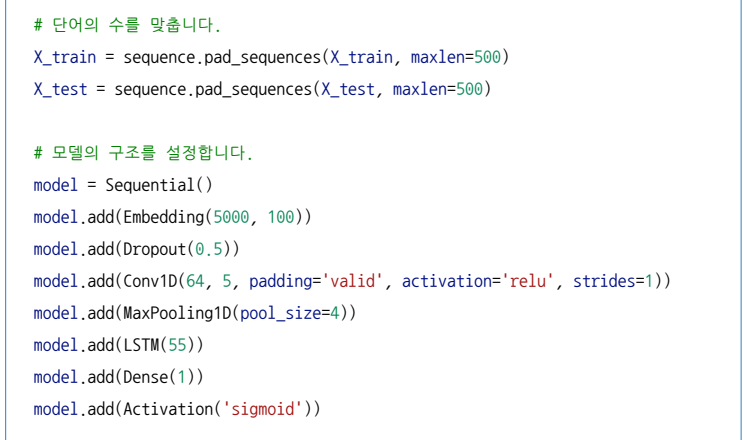 # 단어의 수를 맞춥니다.
X_train = sequence.pad_sequences(X_train, maxlen=500)
X_test = sequence.pad_sequences(X_test, maxlen=500)
# 모델의 구조를 설정합니다.
model = Sequential()
model.add(Embedding(5000, 100))
model.add(Dropout(0.5))
model.add(Conv1D(64, 5, padding='valid', activation='relu', strides=1))
model.add(MaxPooling1D(pool_size=4))
model.add(LSTM(55))
model.add(Dense(1))
model.add(Activation('sigmoid'))